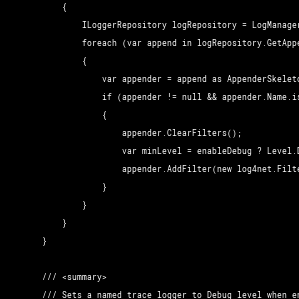 {
ILoggerRepository logRepository = LogManager
foreach (var append in logRepository.GetAppe
{
var appender = append as AppenderSkeleto
if (appender != null && appender.Name.is
{
appender.ClearFilters();
var minLevel = enableDebug ? Level.D
appender.AddFilter(new log4net.Filte
}
}
}
}
/// <summary>
/// Sets a named trace logger to Debug level when en